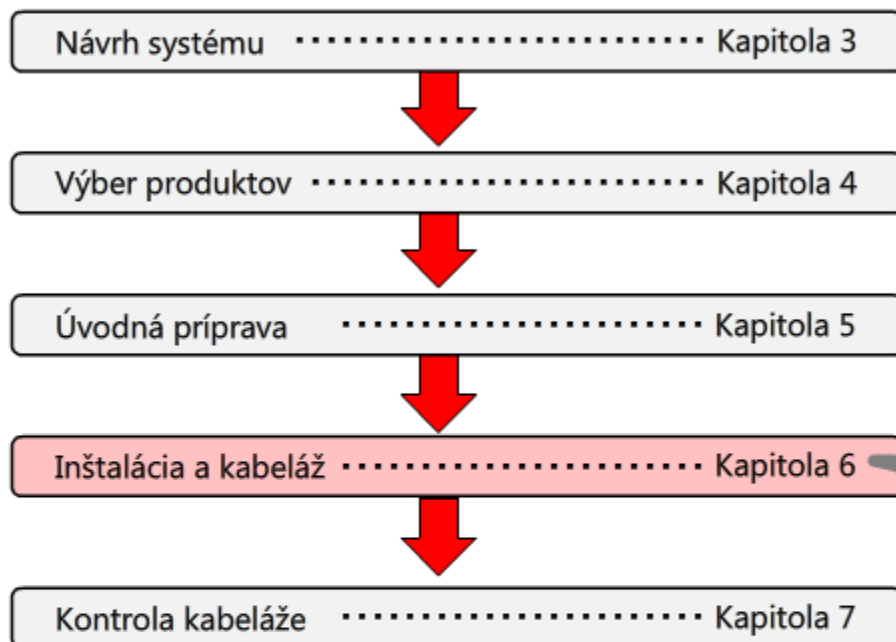 Návrh systému ·························· Kapitola 3
Výber produktov ························· Kapitola 4
Úvodná príprava ······················· Kapitola 5
Inštalácia a kabeláž ······················· Kapitola 6
Kontrola kabeláže ······················· Kapitola 7